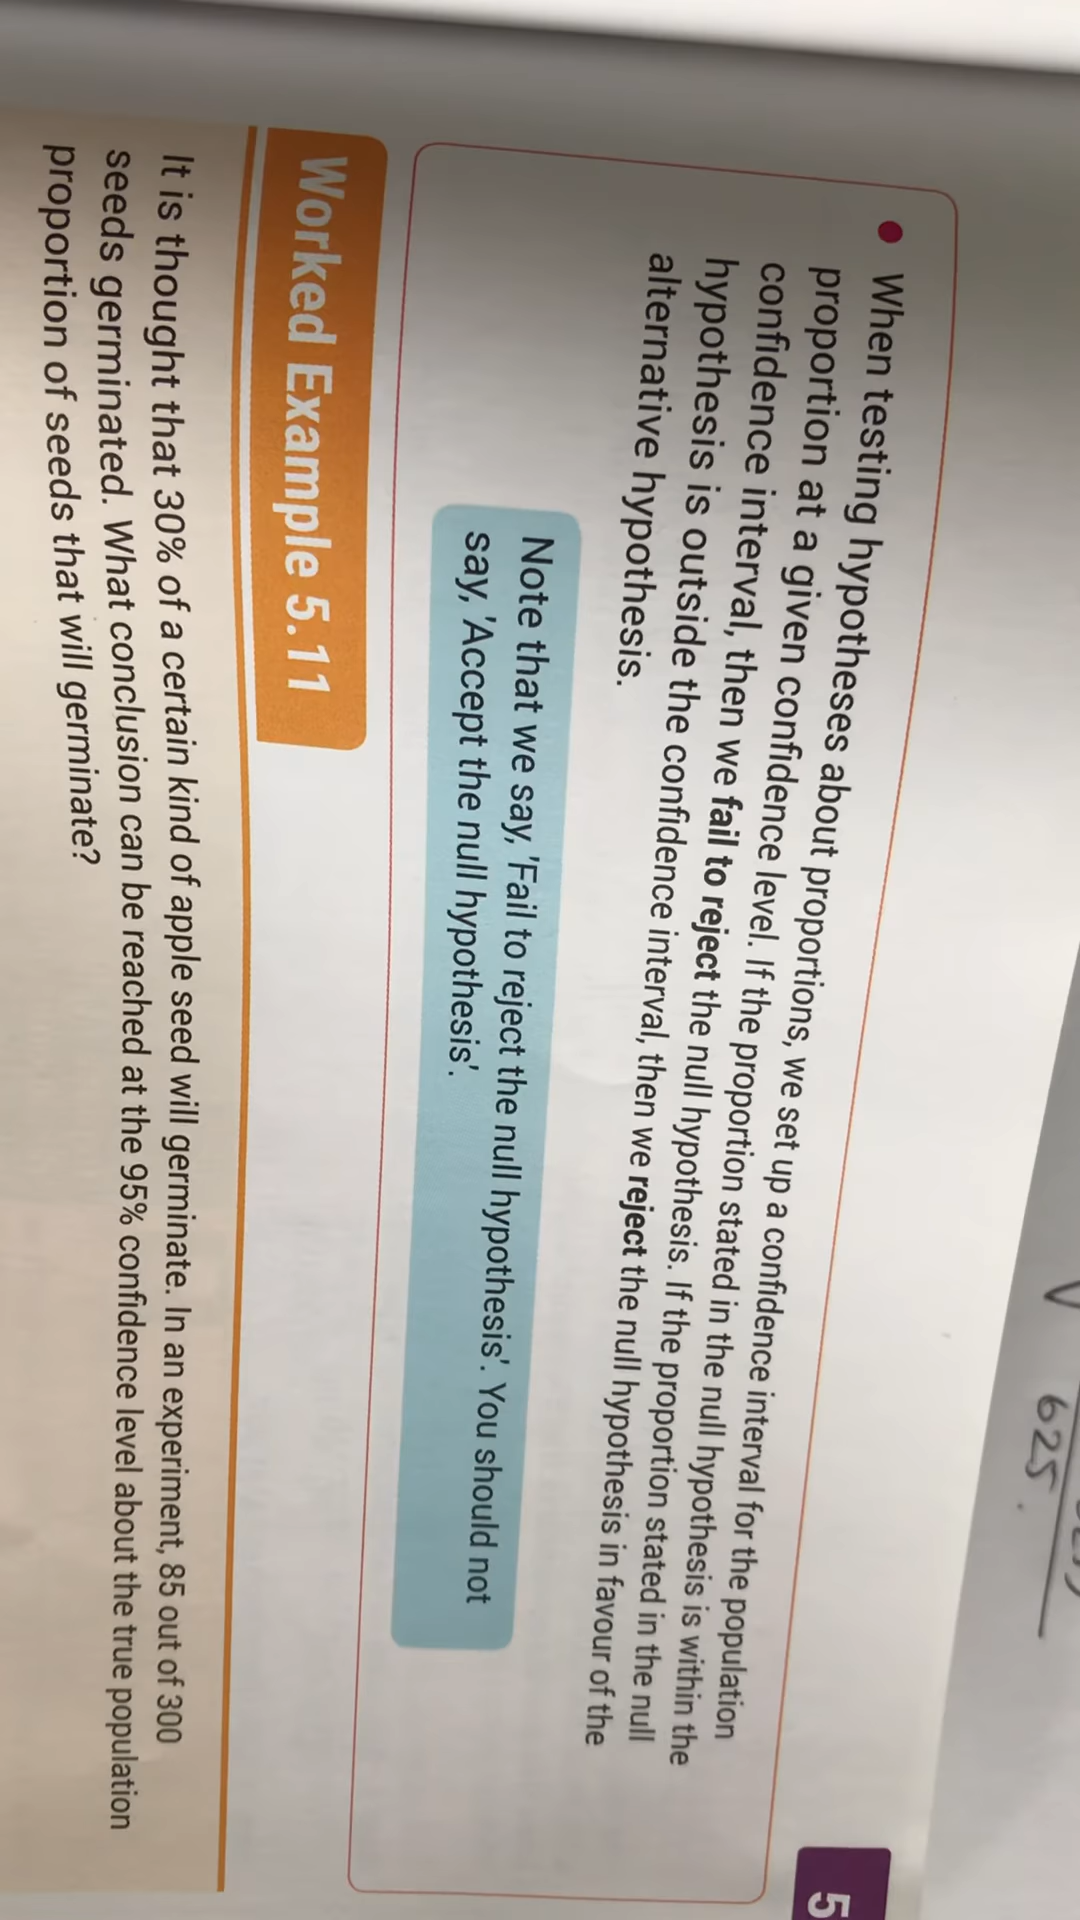 625.
5
• When testing hypotheses about proportions, we set up a confidence interval for the population
proportion at a given confidence level. If the proportion stated in the null hypothesis is within the
confidence interval, then we fail to reject the null hypothesis. If the proportion stated in the null
hypothesis is outside the confidence interval, then we reject the null hypothesis in favour of the
alternative hypothesis.
Note that we say, 'Fail to reject the null hypothesis'. You should not
say, 'Accept the null hypothesis'.
Worked Example 5.11
It is thought that 30% of a certain kind of apple seed will germinate. In an experiment, 85 out of 300
seeds germinated. What conclusion can be reached at the 95% confidence level about the true population
proportion of seeds that will germinate?